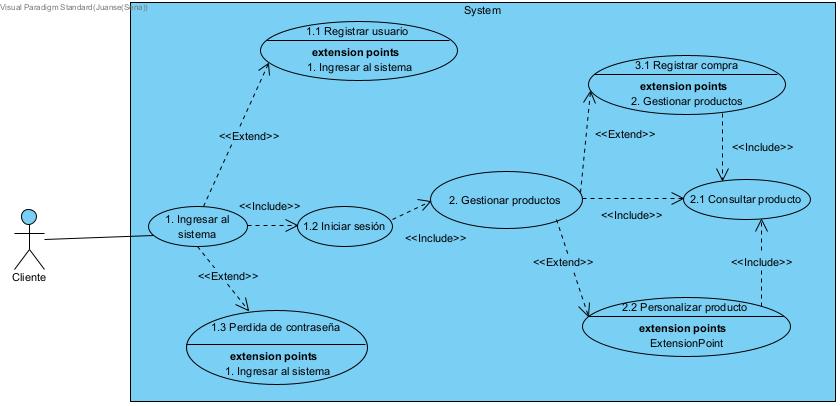 Visual Paradigm Standard(Juanse(Sena))
System
1.1 Registrar usuario
extension points
1. Ingresar al sistema
3.1 Registrar compra
extension points
2. Gestionar productos
<<Extend>>
<<Extend>>
<<Include>>
<<Include>>
1. Ingresar al
sistema
1.2 Iniciar sesión
<<Include>>
2. Gestionar productos
<<Include>>
2.1 Consultar producto
Cliente
<<Extend>>
<<Extend>>
<<Include>>
1.3 Perdida de contraseña
extension points
1. Ingresar al sistema
2.2 Personalizar producto
extension points
ExtensionPoint